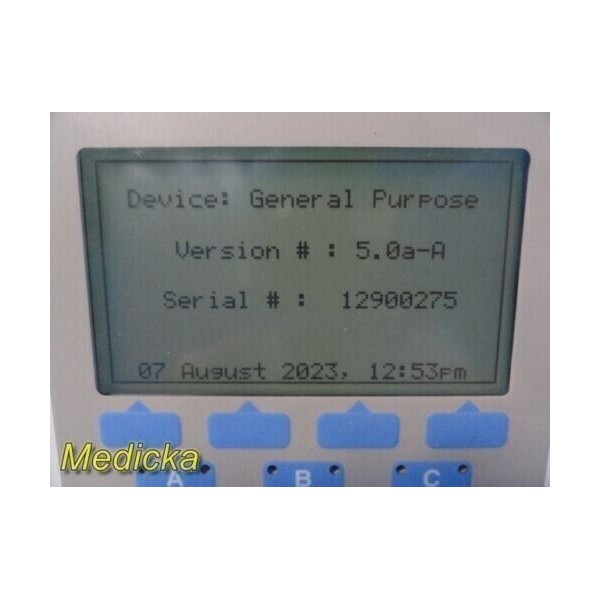 Device: General Purpose
Version # : 5.0a-A
Serial # : 12900275
07 August 2023, 12:53pm
Medicka
A B C